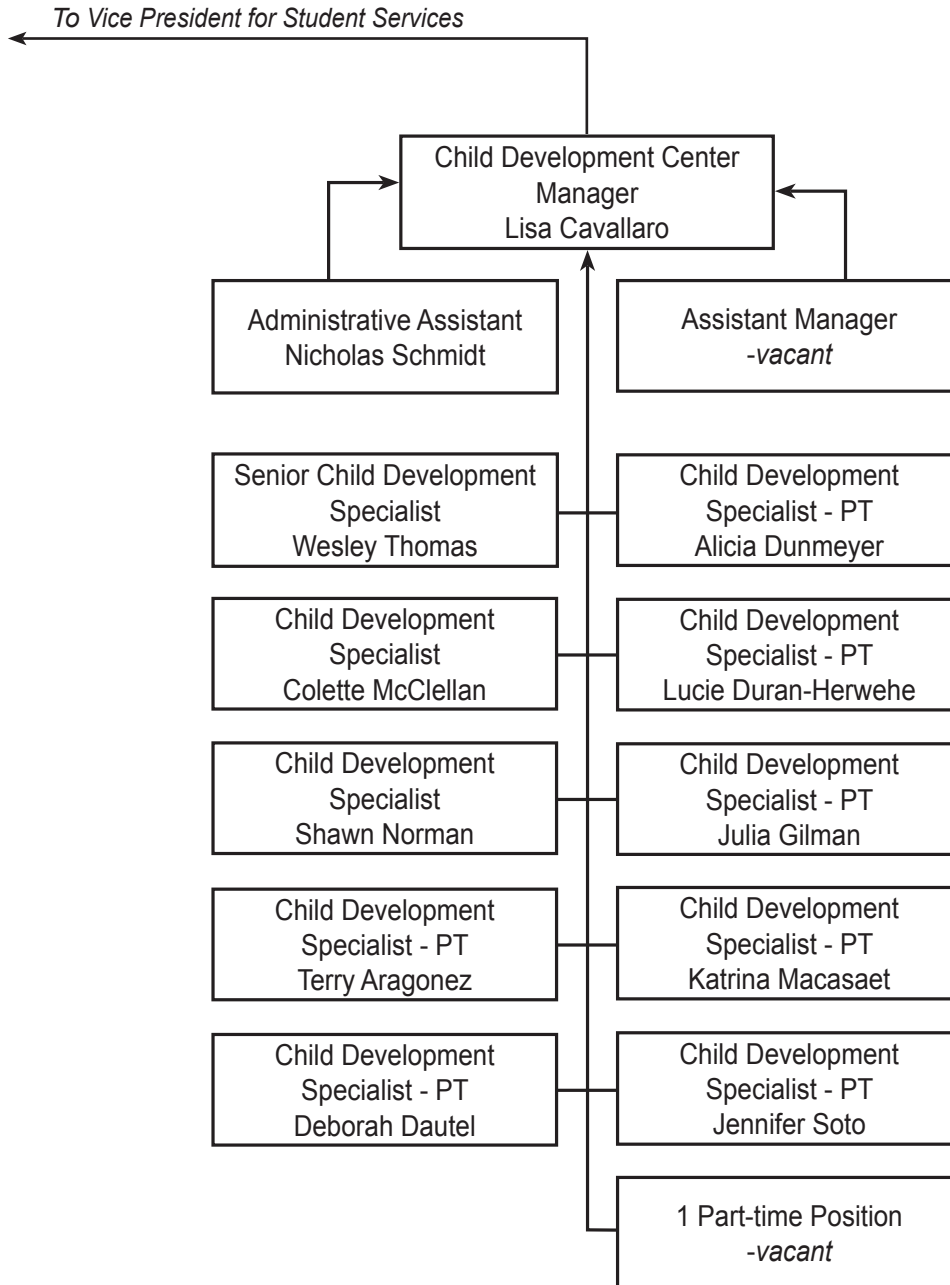 To Vice President for Student Services
Child Development Center
Manager
Lisa Cavallaro
Administrative Assistant
Nicholas Schmidt
Assistant Manager
-vacant
Senior Child Development
Specialist
Wesley Thomas
Child Development
Specialist - PT
Alicia Dunmeyer
Child Development
Specialist
Colette McClellan
Child Development
Specialist - PT
Lucie Duran-Herwehe
Child Development
Specialist
Shawn Norman
Child Development
Specialist - PT
Julia Gilman
Child Development
Specialist - PT
Terry Aragonez
Child Development
Specialist - PT
Katrina Macasaet
Child Development
Specialist - PT
Deborah Dautel
Child Development
Specialist - PT
Jennifer Soto
1 Part-time Position
-vacant